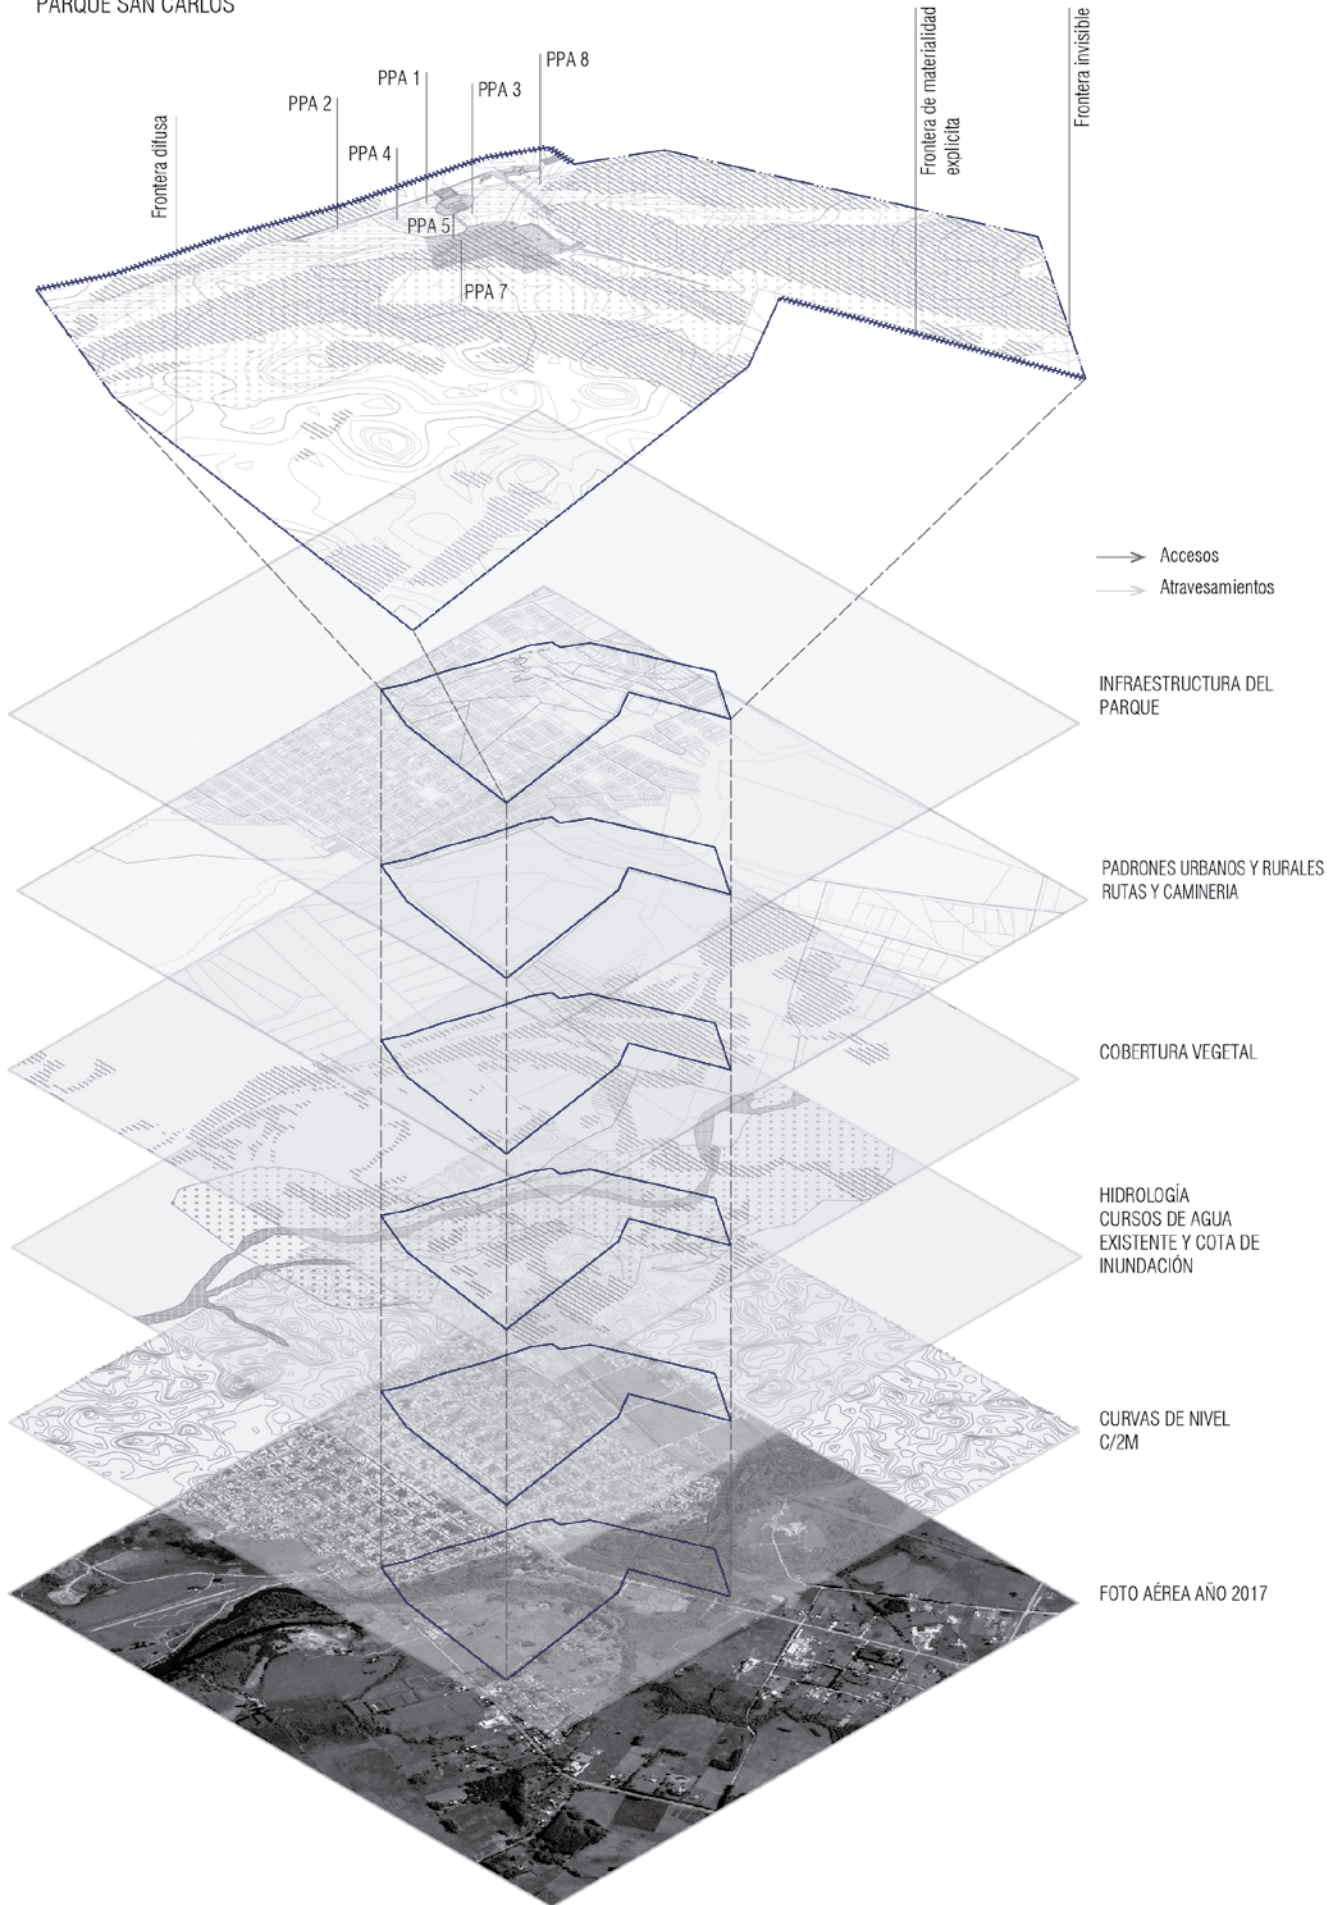 PARQUE SAN CARLOS
Frontera difusa
PPA 2
PPA 4
PPA 1
PPA 3
PPA 8
PPA 5
PPA 7
Frontera de materialidad
explicita
Frontera invisible
Accesos
Atravesamientos
INFRAESTRUCTURA DEL
PARQUE
PADRONES URBANOS Y RURALES
RUTAS Y CAMINERIA
COBERTURA VEGETAL
HIDROLOGÍA
CURSOS DE AGUA
EXISTENTE Y COTA DE
INUNDACIÓN
CURVAS DE NIVEL
C/2M
FOTO AÉREA AÑO 2017